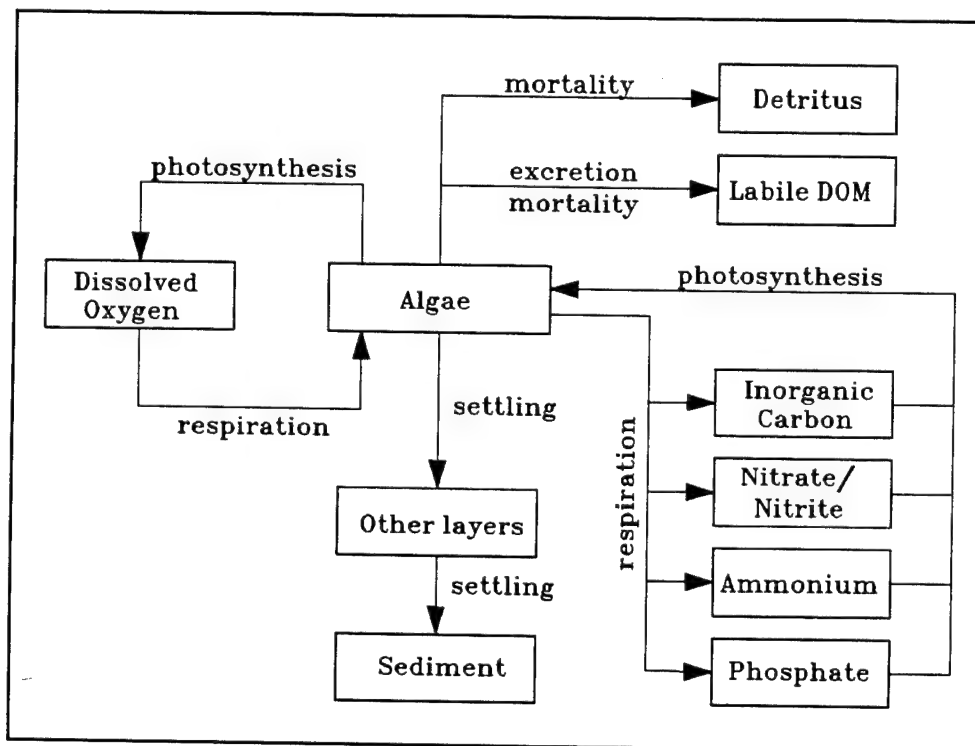 mortality
Detritus
photosynthesis
excretion
mortality
Labile DOM
Dissolved
Oxygen
Algae
photosynthesis
respiration
settling
respiration
Inorganic
Carbon
Nitrate/
Nitrite
Other layers
settling
Ammonium
Sediment
Phosphate